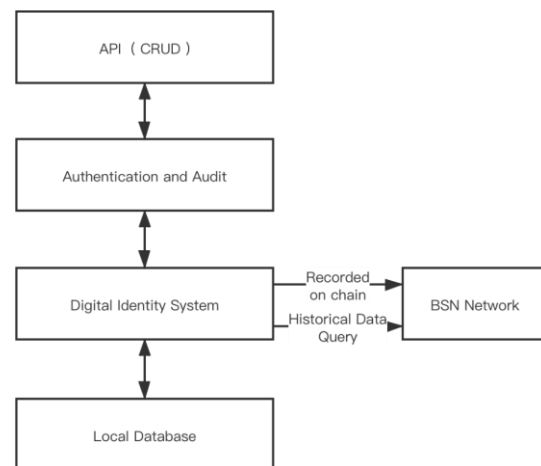 API ( CRUD )
Authentication and Audit
Digital Identity System
Recorded
on chain
Historical Data
Query
BSN Network
Local Database